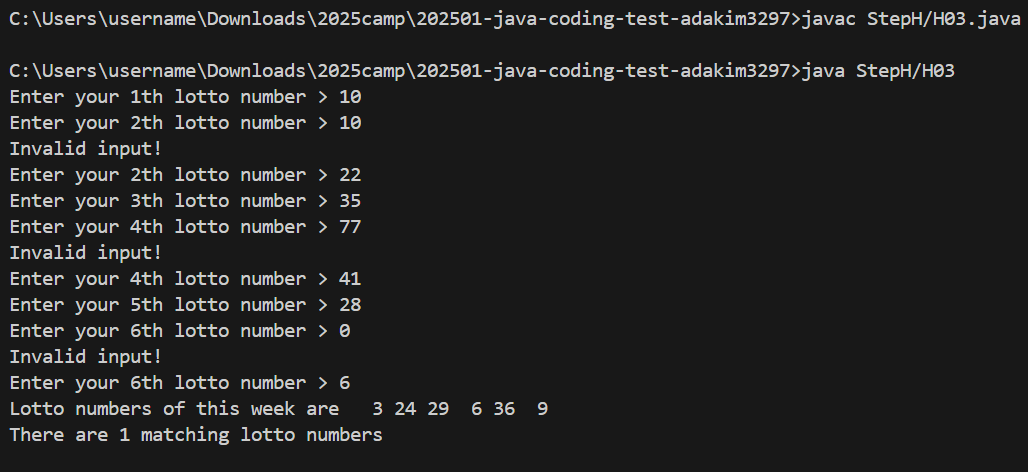 C:\Users\username\Downloads\2025camp\202501-java-coding-test-adakim3297>javac StepH/H03.java
C:\Users\username\Downloads\2025camp\202501-java-coding-test-adakim3297>java StepH/H03
Enter your 1th lotto number > 10
Enter your 2th lotto number > 10
Invalid input!
Enter your 2th lotto number > 22
Enter your 3th lotto number > 35
Enter your 4th lotto number > 77
Invalid input!
Enter your 4th lotto number > 41
Enter your 5th lotto number > 28
Enter your 6th lotto number > 0
Invalid input!
Enter your 6th lotto number > 6
Lotto numbers of this week are   3 24 29  6 36  9
There are 1 matching lotto numbers